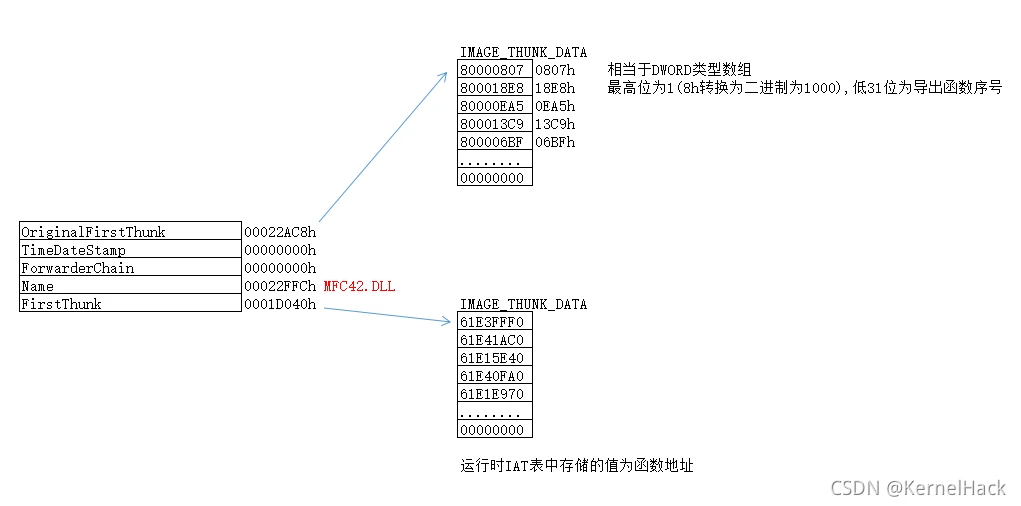 IMAGE_THUNK_DATA
80000807 0807h 相当于DWORD类型数组
800018E8 18E8h 最高位为1(8h转换为二进制为1000),低31位为导出函数序号
80000EA5 0EA5h
800013C9 13C9h
800006BF 06BFh
........
00000000
OriginalFirstThunk 00022AC8h
TimeDateStamp 00000000h
ForwarderChain 00000000h
Name 00022FFCh MFC42.DLL
FirstThunk 0001D040h
IMAGE_THUNK_DATA
61E3FFF0
61E41AC0
61E15E40
61E40FA0
61E1E970
........
00000000
运行时IAT表中存储的值为函数地址
CSDN @KernelHack